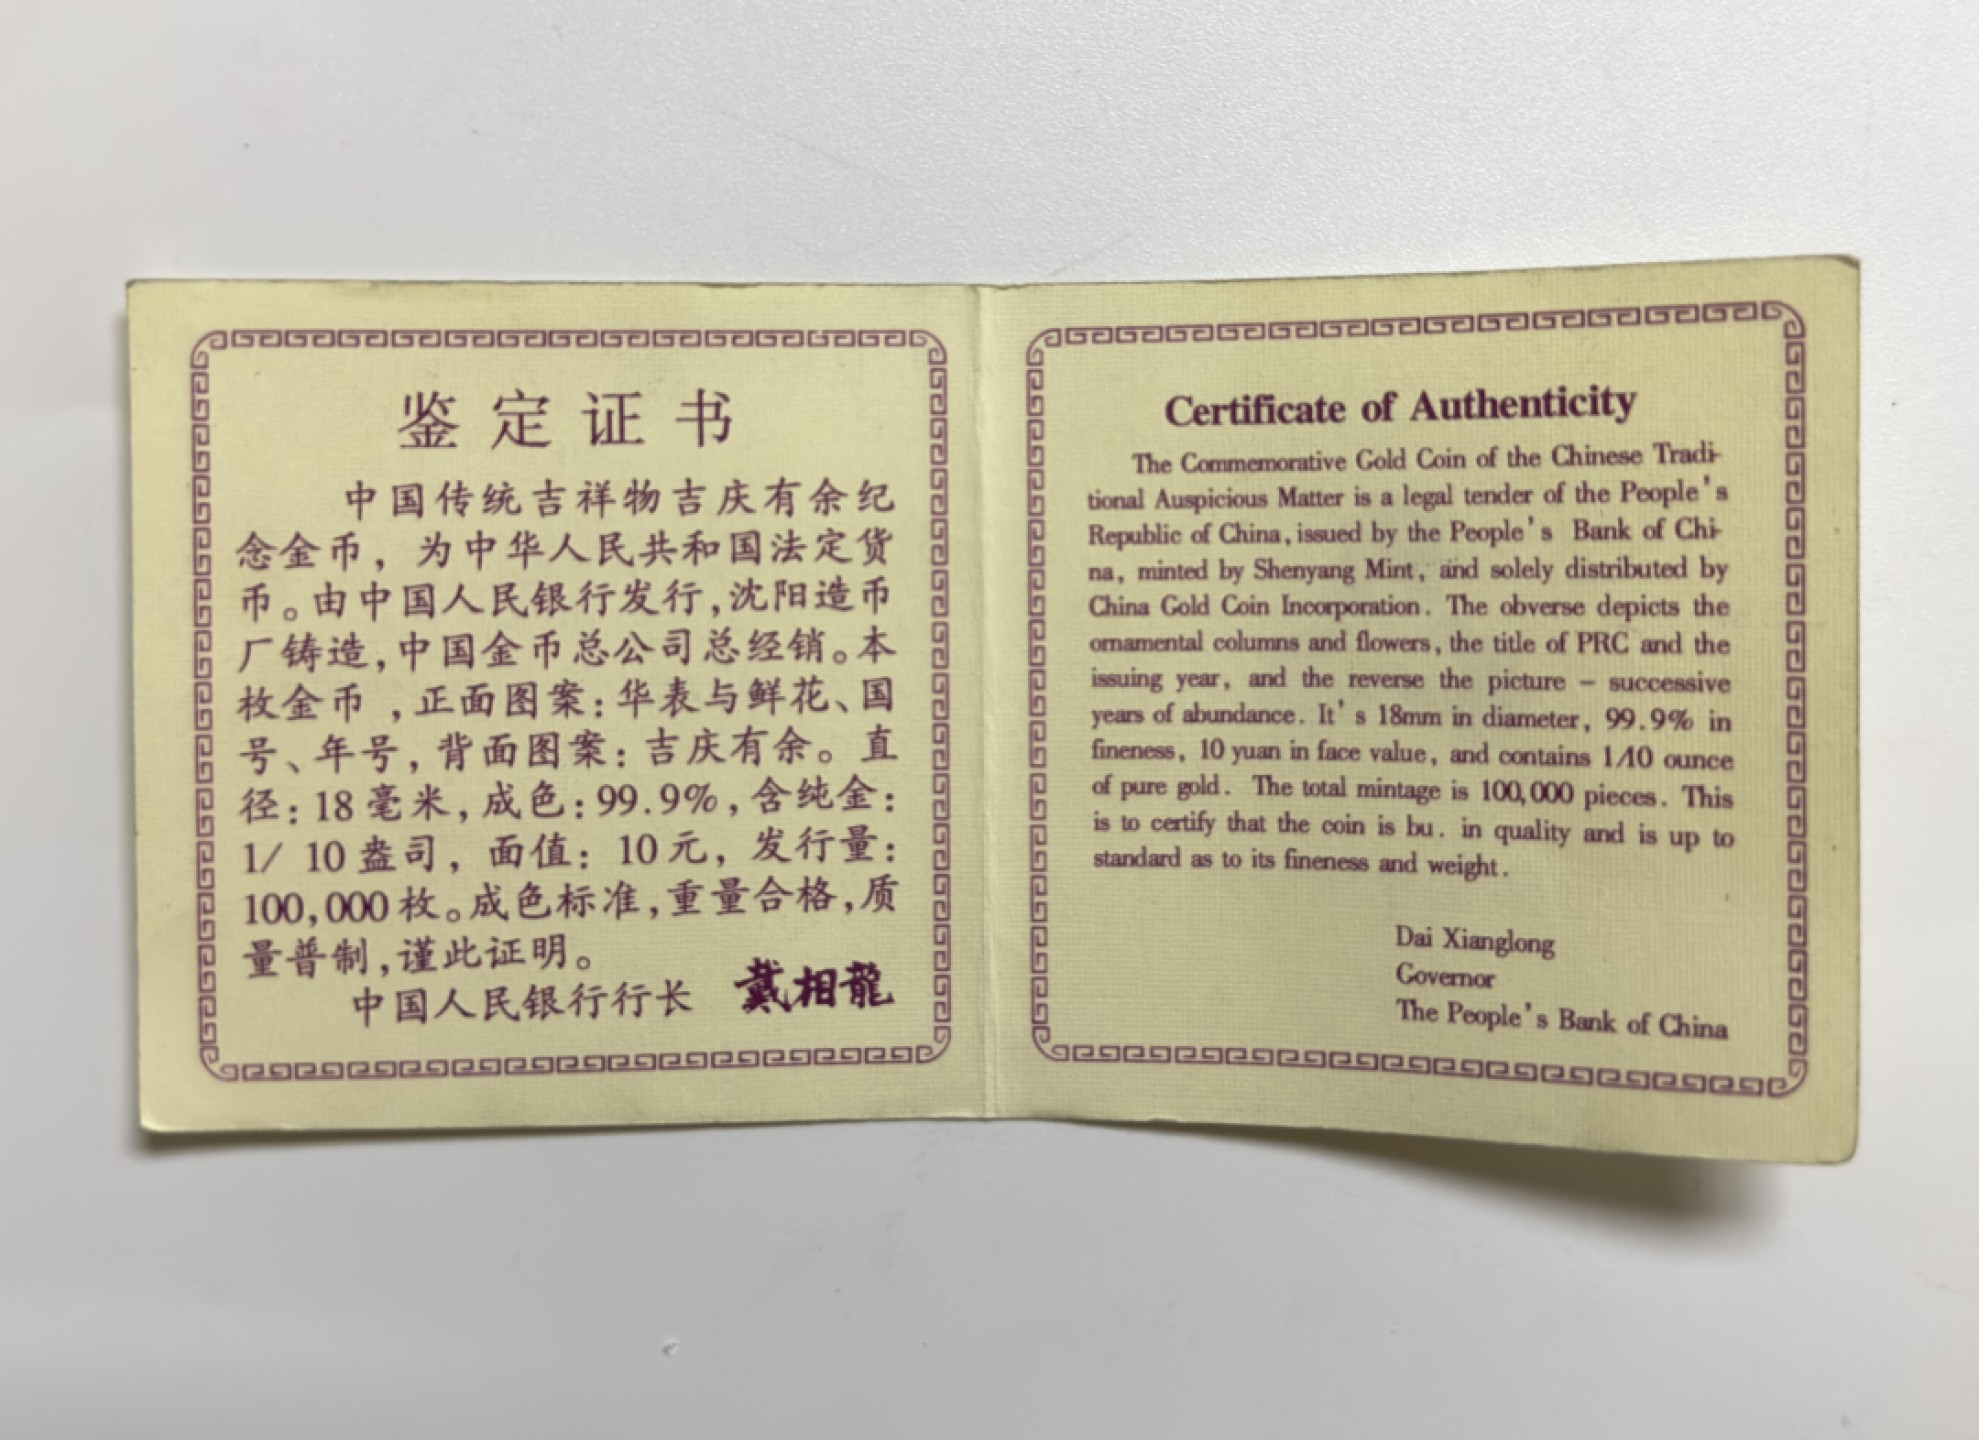 鉴定证书
中国传统吉祥物吉庆有余纪
念金币，为中华人民共和国法定货
币。由中国人民银行发行,沈阳造币
厂铸造,中国金币总公司总经销。本
枚金币,正面图案:华表与鲜花、国
号、年号,背面图案:吉庆有余。直
径:18毫米,成色:99.9%,含纯金:
1/ 10盎司,面值:10元,发行量:
100,000枚。成色标准,重量合格,质
量普制,谨此证明。
中国人民银行行长 戴相龍
Certificate of Authenticity
The Commemorative Gold Coin of the Chinese Tradi-
tional Auspicious Matter is a legal tender of the People's
Republic of China, issued by the People's Bank of Chi-
na, minted by Shenyang Mint, and solely distributed by
China Gold Coin Incorporation. The obverse depicts the
ornamental columns and flowers, the title of PRC and the
issuing year, and the reverse the picture – successive
years of abundance. It's 18mm in diameter, 99.9% in
fineness, 10 yuan in face value, and contains 1/10 ounce
of pure gold. The total mintage is 100,000 pieces. This
is to certify that the coin is bu. in quality and is up to
standard as to its fineness and weight.
Dai Xianglong
Governor
The People's Bank of China